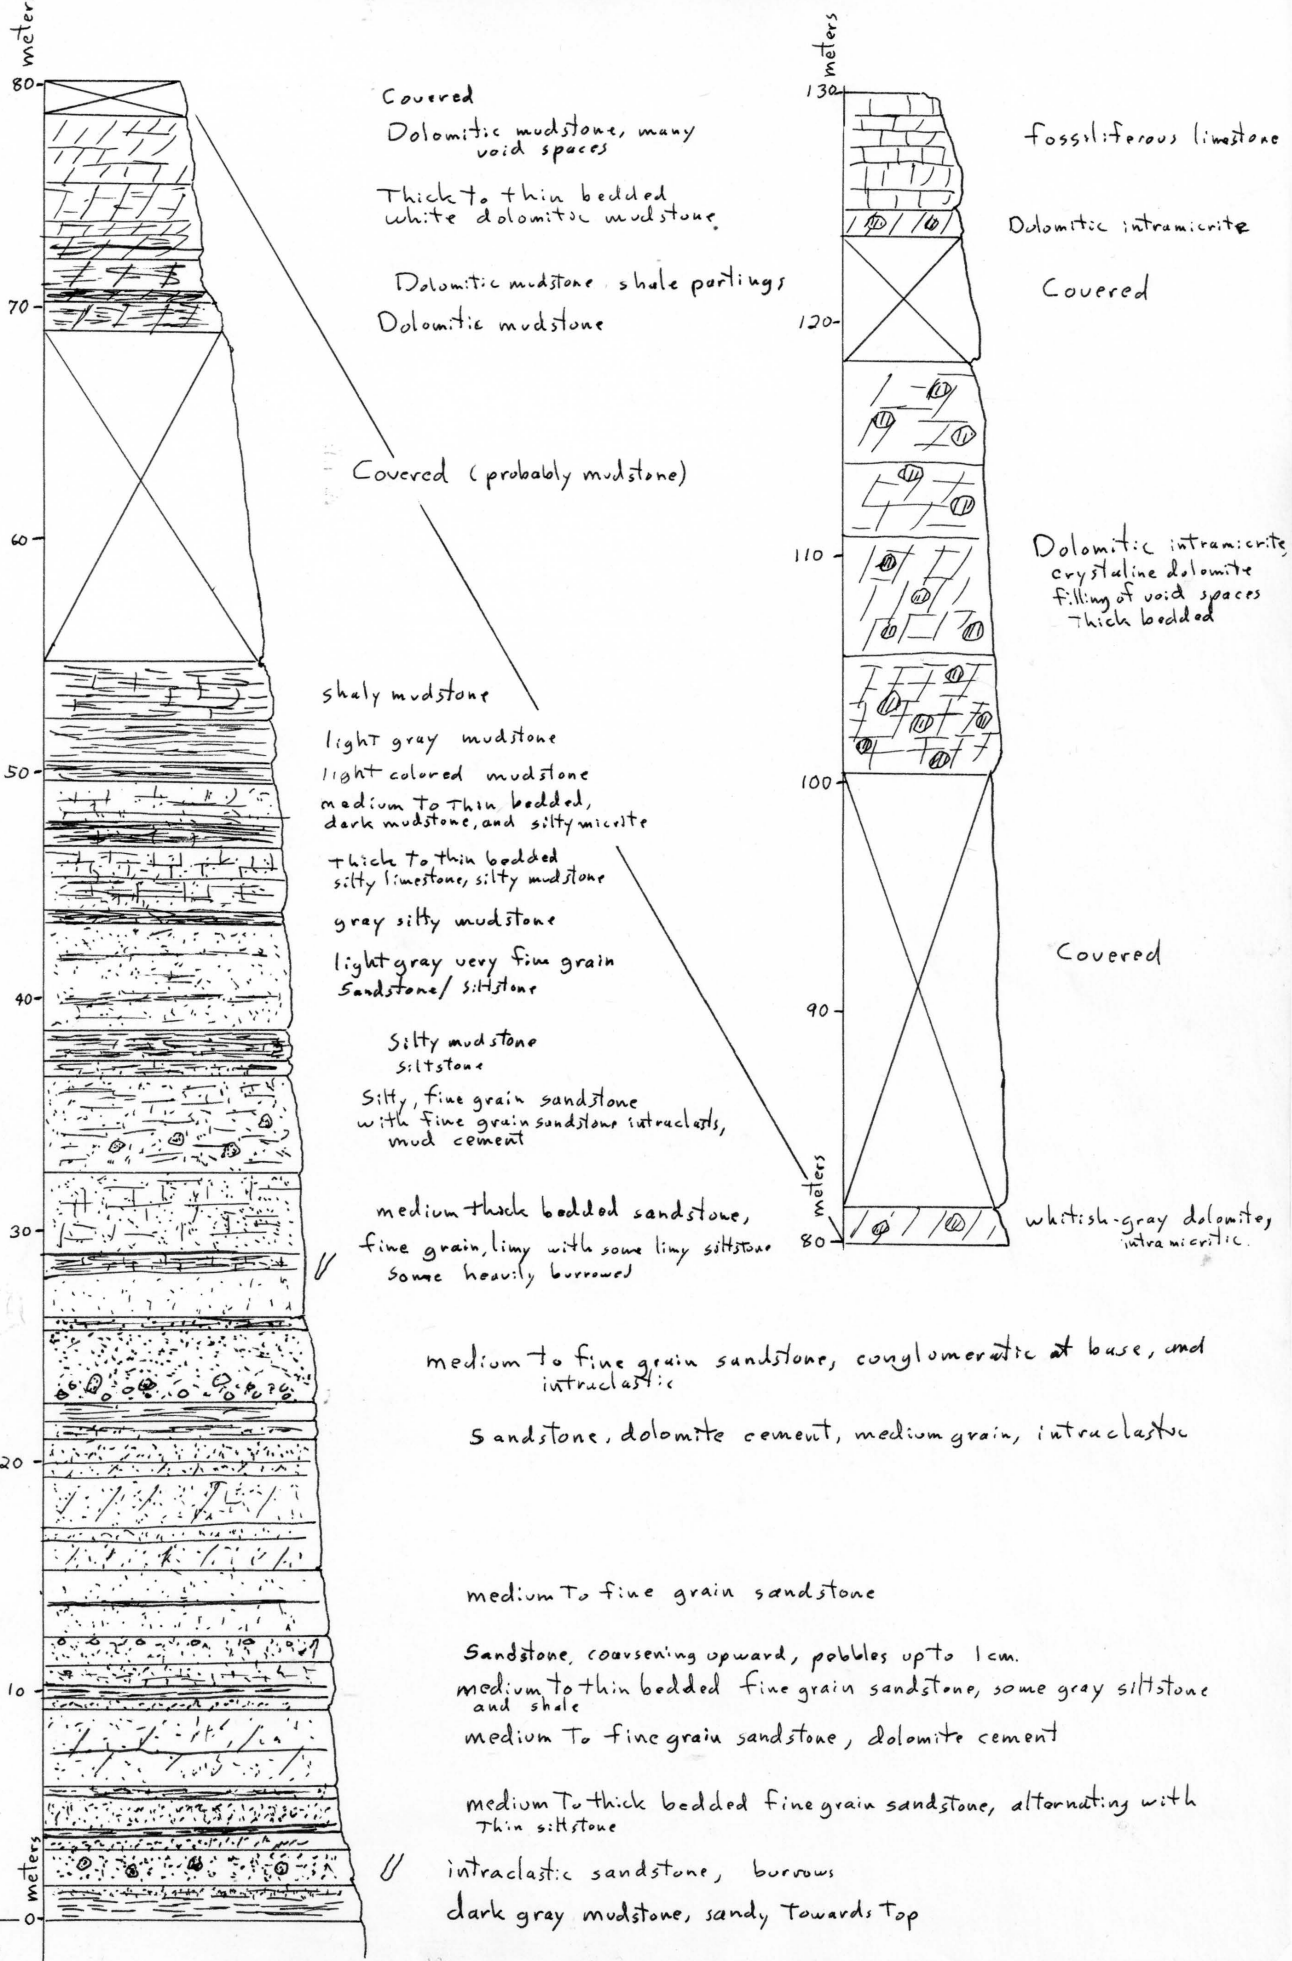 meter
80
Covered
Dolomitic mudstone, many
void spaces
Thick to thin bedded
white dolomitic mudstone.
Dolomitic mudstone shale partings
70
Dolomitic mudstone
Covered (probably mudstone)
60
shaly mudstone
light gray mudstone
50
light colored mudstone
medium to thin bedded,
dark mudstone, and silty micrite
thick to thin bedded
silty limestone, silty mudstone
gray silty mudstone
light gray very fine grain
Sandstone/ siltstone
40
Silty mudstone
siltstone
Silty, fine grain sandstone
with fine grain sandstone intraclasts,
mud cement
medium thick bedded sandstone,
30
fine grain, limy with some limy siltstone
some heavily burrowed
medium to fine grain sandstone, conglomeratic at base, and
intraclastic
Sandstone, dolomite cement, medium grain, intraclastic
20
medium to fine grain sandstone
Sandstone, coarsening upward, pebbles up to 1cm.
10
medium to thin bedded fine grain sandstone, some gray siltstone
and shale
medium to fine grain sandstone, dolomite cement
medium to thick bedded fine grain sandstone, alternating with
thin siltstone
meters
intraclastic sandstone, burrows
dark gray mudstone, sandy towards top
0
meters
130
fossiliferous limestone
Dolomitic intramicrite
Covered
120
110
Dolomitic intramicrite,
crystaline dolomite
filling of void spaces
thick bedded
100
Covered
90
meters
80
whitish-gray dolomite,
intramicritic.